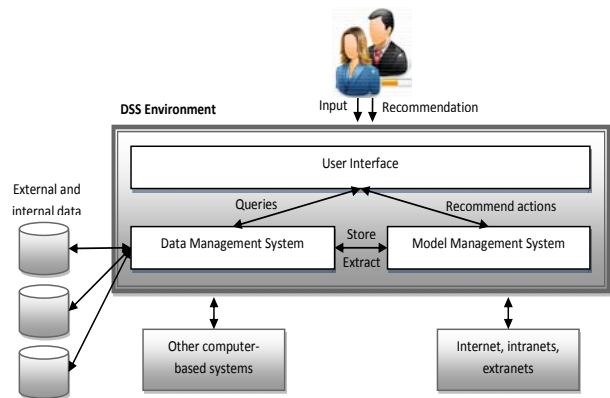 Input
Recommendation
DSS Environment
User Interface
External and
internal data
Queries
Recommend actions
Data Management System
Store
Extract
Model Management System
Other computer-
based systems
Internet, intranets,
extranets